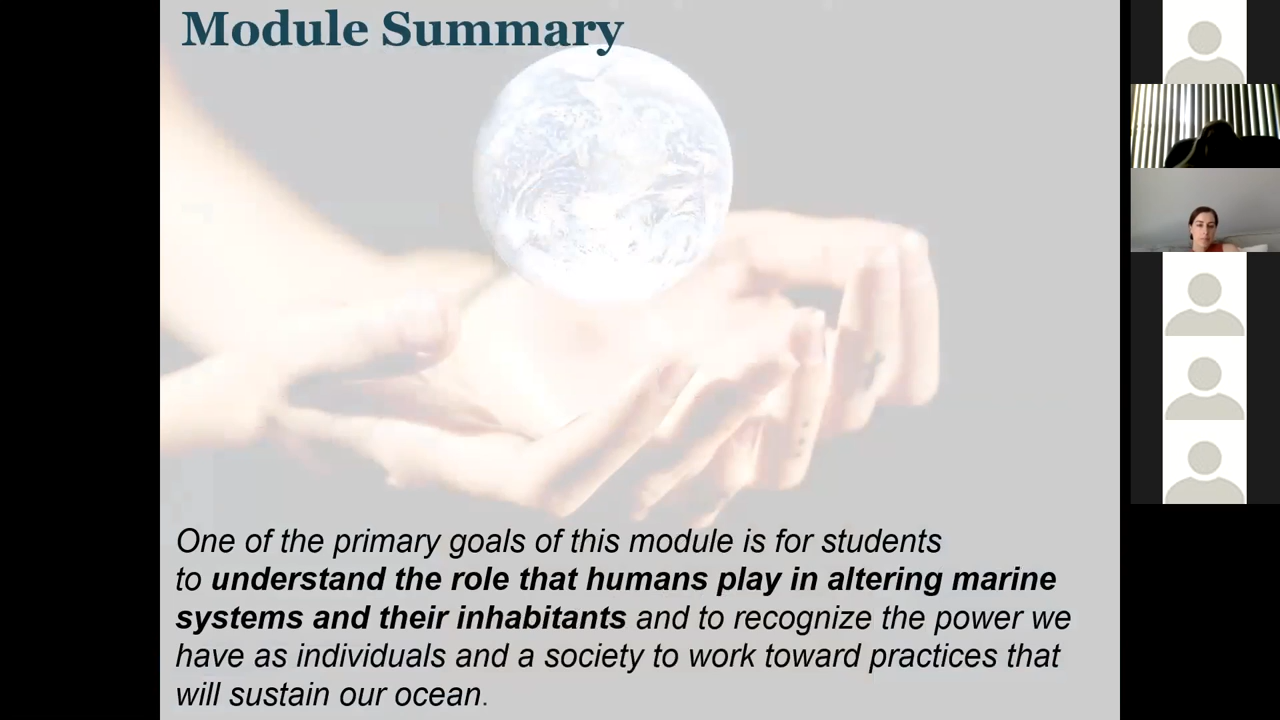 Module Summary
One of the primary goals of this module is for students
to understand the role that humans play in altering marine
systems and their inhabitants and to recognize the power we
have as individuals and a society to work toward practices that
will sustain our ocean.